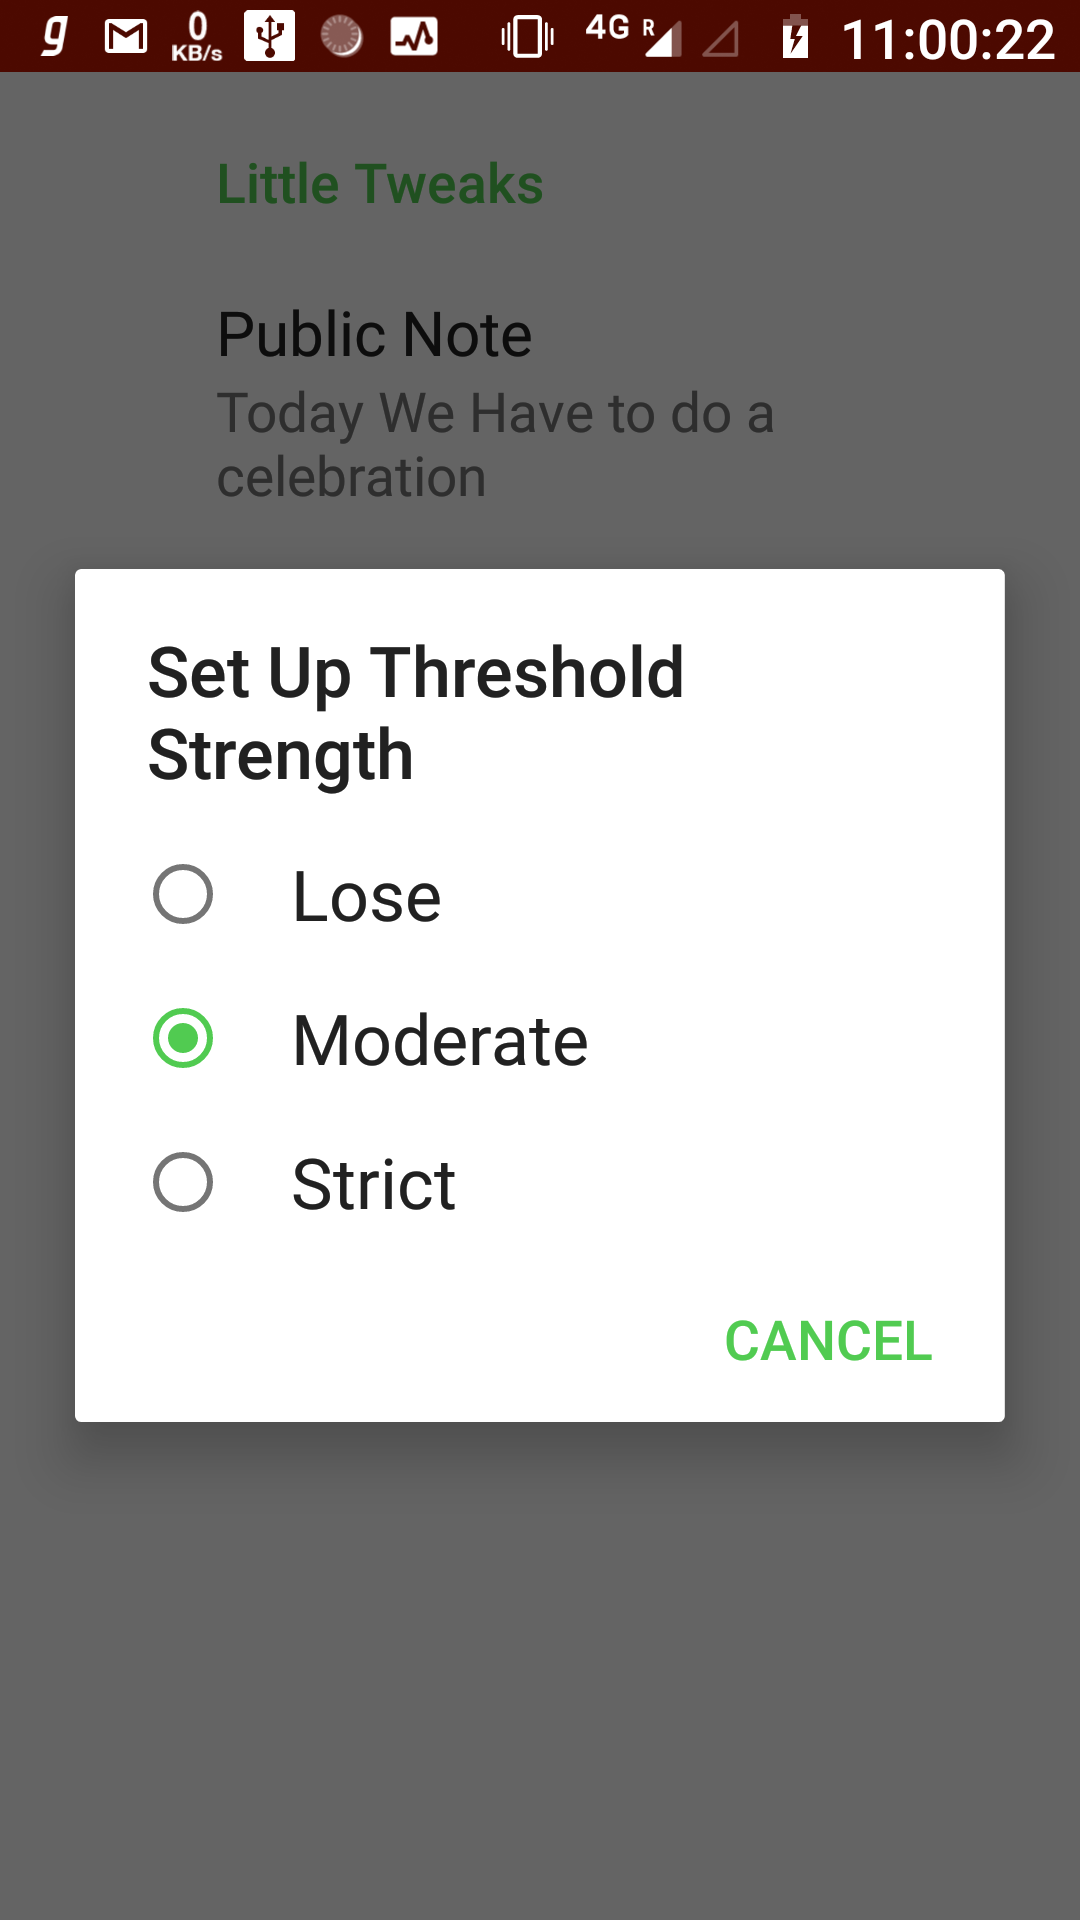 g 0 KB/s 4G R 11:00:22
Little Tweaks
Public Note
Today We Have to do a
celebration
Set Up Threshold
Strength
Lose
Moderate
Strict
CANCEL